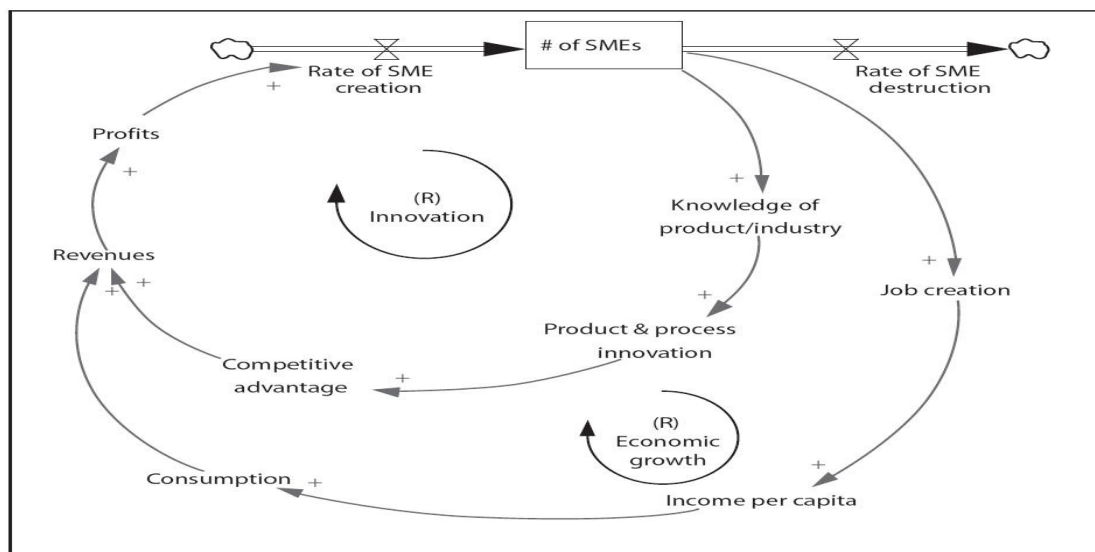 # of SMEs
Rate of SME
creation
Rate of SME
destruction
+
Profits
+
(R)
Innovation
+
Knowledge of
product/industry
Revenues
+
+
+
Job creation
+
Product & process
innovation
Competitive
advantage
+
(R)
Economic
growth
+
Consumption
+
Income per capita